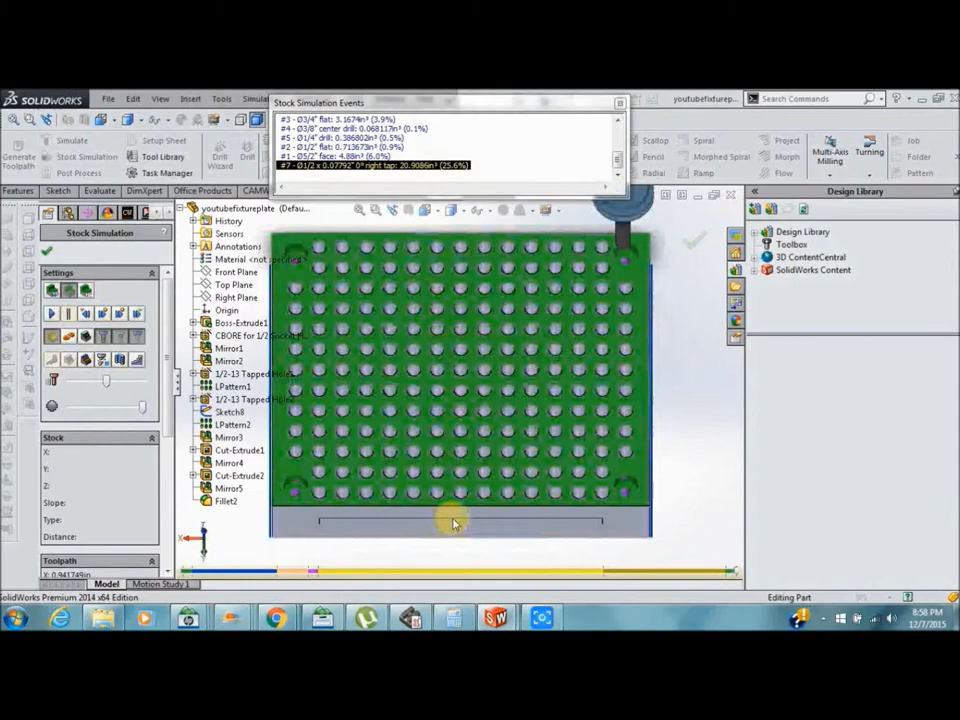 SOLIDWORKS File Edit View Insert Tools
Stock Simulation Events
youtubefixturep...
Search Commands
#3 - Ø3/4" flat: 3.1674in³ (3.9%)
#4 - Ø3/8" center drill: 0.068117in³ (0.1%)
#5 - Ø1/4" drill: 0.386802in³ (0.5%)
#2 - Ø1/2" flat: 0.713673in³ (0.9%)
#1 - Ø5/2" face: 4.88in³ (6.0%)
#7 - Ø1/2 x 0.07792" 0° right tap: 20.9086in³ (25.6%)
Generate Toolpath
Simulate
Post Process
Machining Time
Setup Sheet
Tool Library
Task Manager
Drill
Scallop
Spiral
Pencil
Morphed Spiral
Radial
Project
Multi-Axis Milling
Turning
Job
Folder
Pattern
Features Sketch Evaluate DimXpert Office Products
Stock Simulation
Settings
Stock
X:
Y:
Z:
Slope:
Type:
Distance:
Toolpath
X: 0.941749in
youtubefixtureplate (Defau...
History
Sensors
Annotations
Material <not specified>
Front Plane
Top Plane
Right Plane
Origin
Boss-Extrude1
Mirror1
Mirror2
LPattern1
Sketch8
LPattern2
Mirror3
Cut-Extrude1
Mirror4
Cut-Extrude2
Mirror5
Fillet2
Design Library
Design Library
Toolbox
3D ContentCentral
SolidWorks Content
Model Motion Study 1
SolidWorks Premium 2014 x64 Edition
Editing Part
8:58 PM
12/7/2015